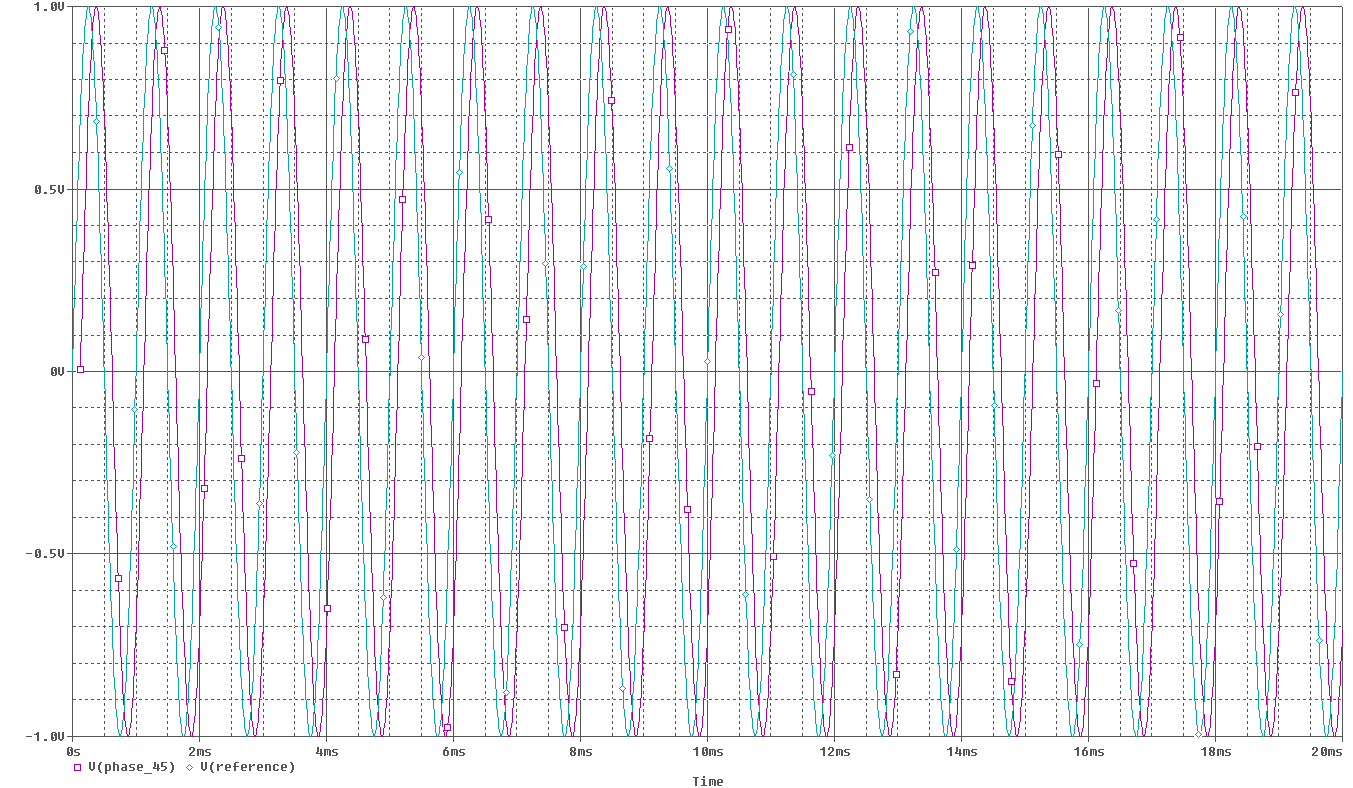 1.0V
0.5V
0V
-0.5V
-1.0V
0s 2ms 4ms 6ms 8ms 10ms 12ms 14ms 16ms 18ms 20ms
V(phase_45) V(reference)
Time